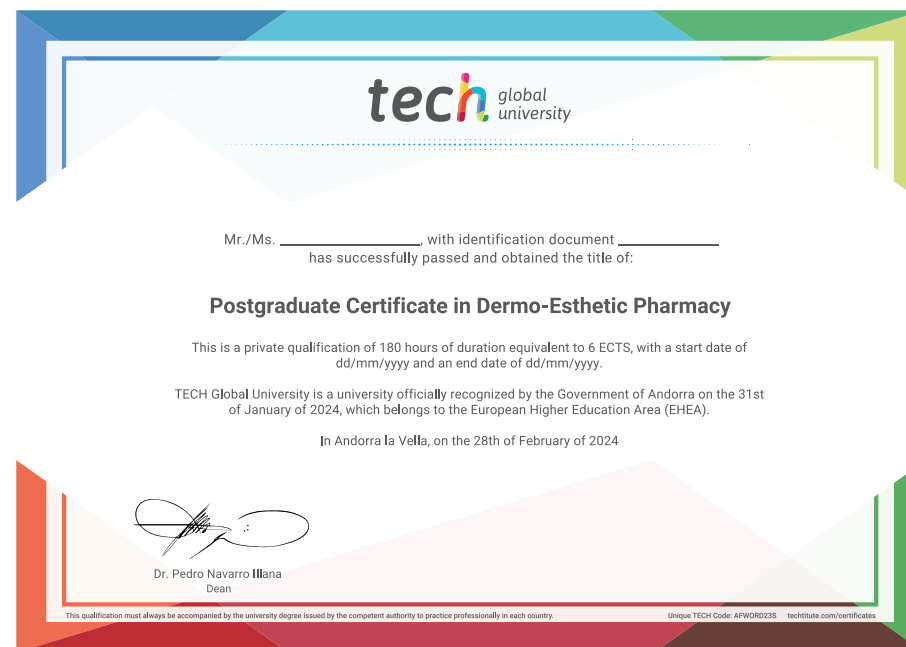 tech global
university
Mr./Ms. ____________, with identification document ____________
has successfully passed and obtained the title of:
Postgraduate Certificate in Dermo-Esthetic Pharmacy
This is a private qualification of 180 hours of duration equivalent to 6 ECTS, with a start date of
dd/mm/yyyy and an end date of dd/mm/yyyy.
TECH Global University is a university officially recognized by the Government of Andorra on the 31st
of January of 2024, which belongs to the European Higher Education Area (EHEA).
In Andorra la Vella, on the 28th of February of 2024
Dr. Pedro Navarro Illana
Dean
This qualification must always be accompanied by the university degree issued by the competent authority to practice professionally in each country.
Unique TECH Code: AFWORD23S techtitute.com/certificates